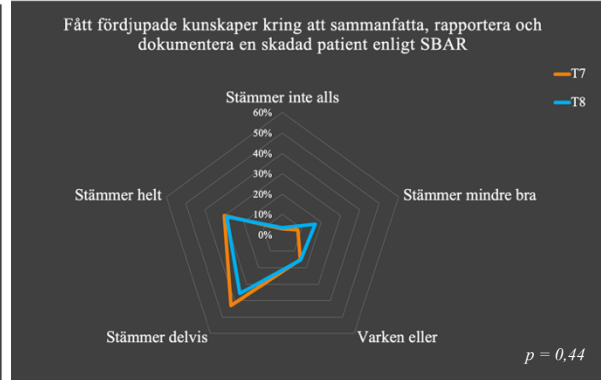 Fått fördjupade kunskaper kring att sammanfatta, rapportera och
dokumentera en skadad patient enligt SBAR
T7
T8
Stämmer inte alls
60%
50%
40%
30%
20%
10%
0%
Stämmer helt
Stämmer mindre bra
Stämmer delvis
Varken eller
p = 0,44